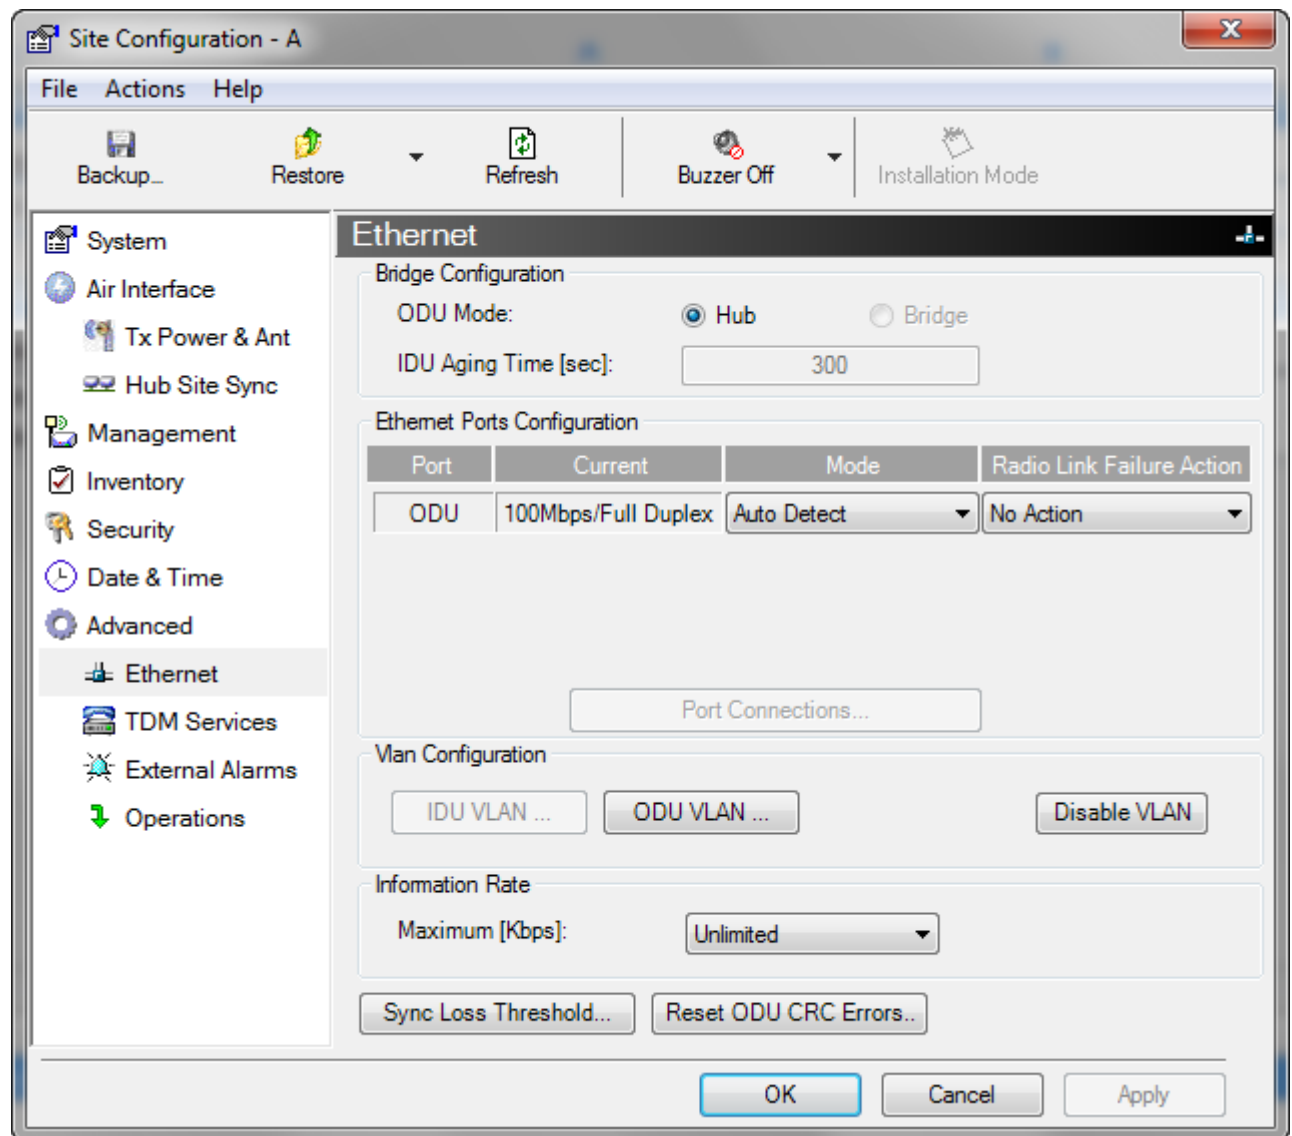 Site Configuration - A
File Actions Help
Backup... Restore Refresh Buzzer Off Installation Mode
System
Air Interface
Tx Power & Ant
Hub Site Sync
Management
Inventory
Security
Date & Time
Advanced
Ethernet
TDM Services
External Alarms
Operations
Ethernet
Bridge Configuration
ODU Mode: Hub Bridge
IDU Aging Time [sec]: 300
Ethernet Ports Configuration
Port Current Mode Radio Link Failure Action
ODU 100Mbps/Full Duplex Auto Detect No Action
Port Connections...
Vlan Configuration
IDU VLAN ... ODU VLAN ... Disable VLAN
Information Rate
Maximum [Kbps]: Unlimited
Sync Loss Threshold... Reset ODU CRC Errors..
OK Cancel Apply